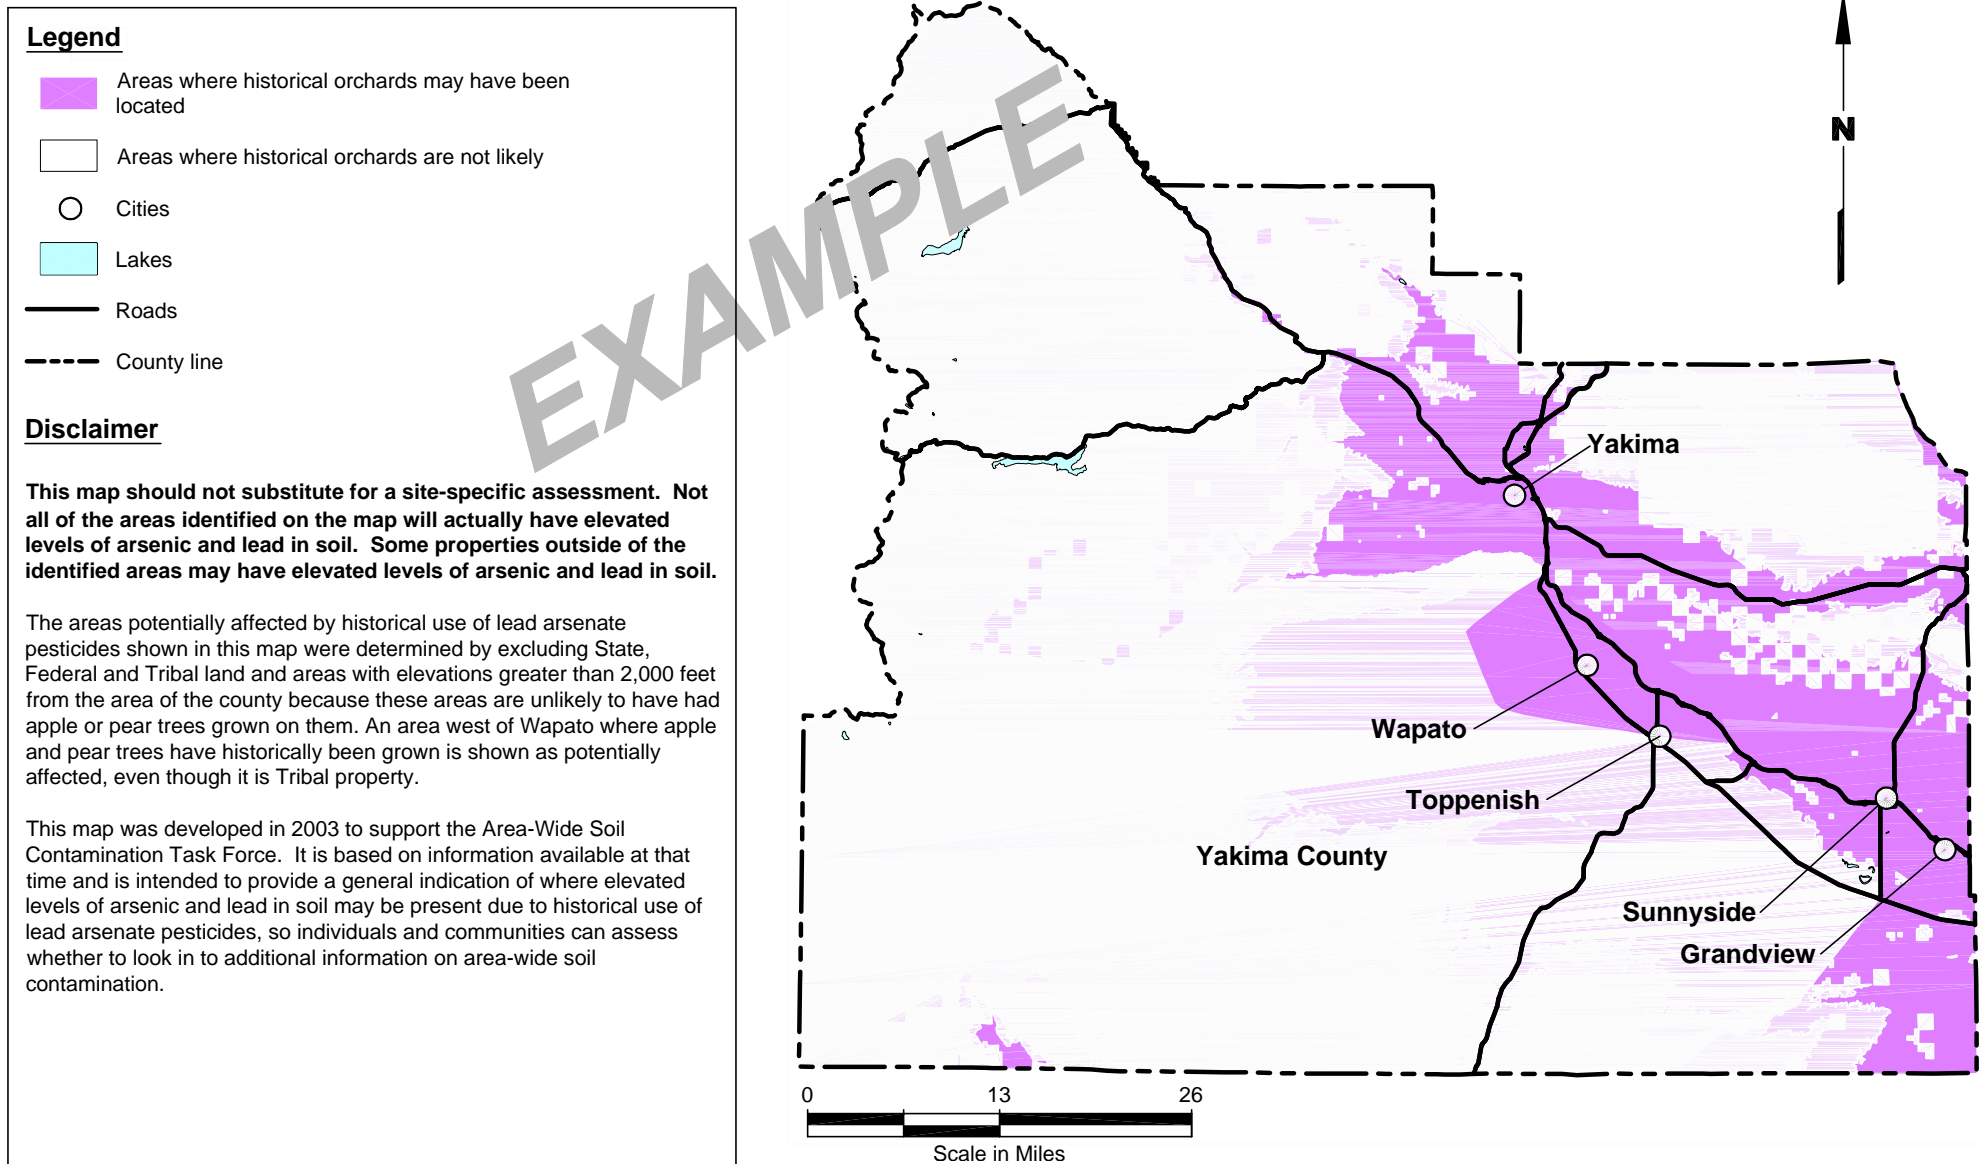 Legend
Areas where historical orchards may have been
located
Areas where historical orchards are not likely
Cities
Lakes
Roads
County line
Disclaimer
This map should not substitute for a site-specific assessment.  Not
all of the areas identified on the map will actually have elevated
levels of arsenic and lead in soil.  Some properties outside of the
identified areas may have elevated levels of arsenic and lead in soil.
The areas potentially affected by historical use of lead arsenate
pesticides shown in this map were determined by excluding State,
Federal and Tribal land and areas with elevations greater than 2,000 feet
from the area of the county because these areas are unlikely to have had
apple or pear trees grown on them. An area west of Wapato where apple
and pear trees have historically been grown is shown as potentially
affected, even though it is Tribal property.
This map was developed in 2003 to support the Area-Wide Soil
Contamination Task Force.  It is based on information available at that
time and is intended to provide a general indication of where elevated
levels of arsenic and lead in soil may be present due to historical use of
lead arsenate pesticides, so individuals and communities can assess
whether to look in to additional information on area-wide soil
contamination.
EXAMPLE
N
Yakima
Wapato
Toppenish
Yakima County
Sunnyside
Grandview
0 13 26
Scale in Miles